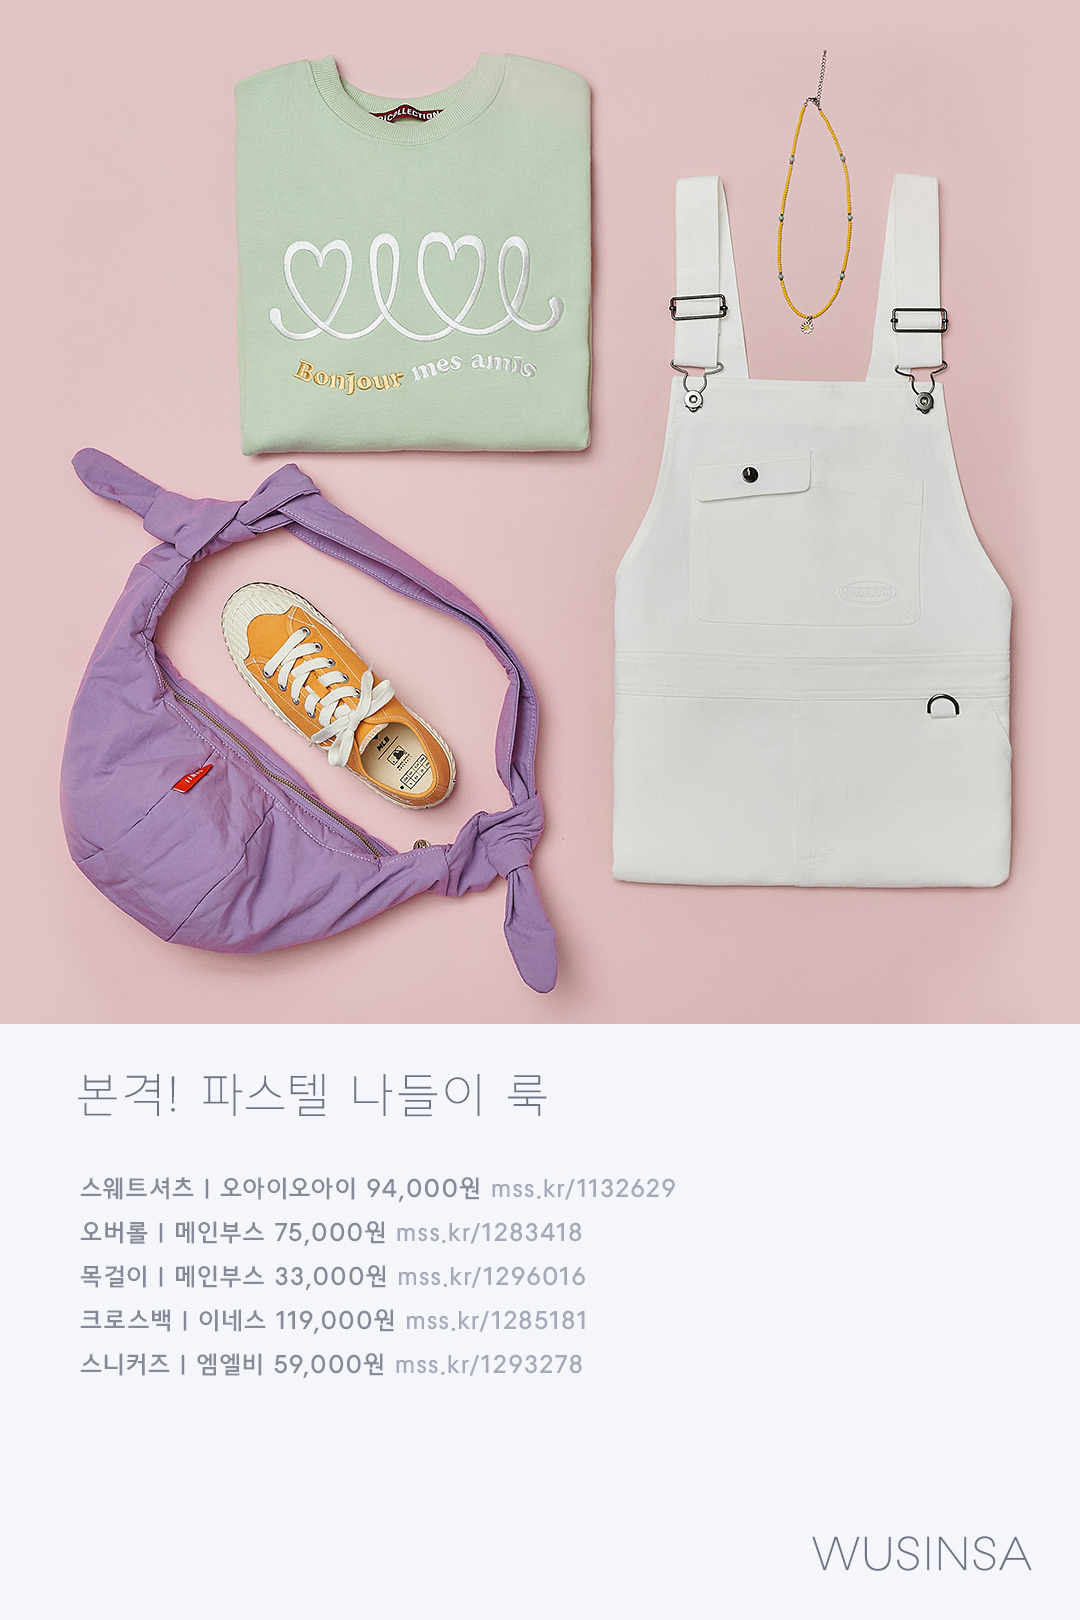 Bonjour mes amis
MLB
본격! 파스텔 나들이 룩
스웨트셔츠 | 오아이오아이 94,000원 mss.kr/1132629
오버롤 | 메인부스 75,000원 mss.kr/1283418
목걸이 | 메인부스 33,000원 mss.kr/1296016
크로스백 | 이네스 119,000원 mss.kr/1285181
스니커즈 | 엠엘비 59,000원 mss.kr/1293278
WUSINSA